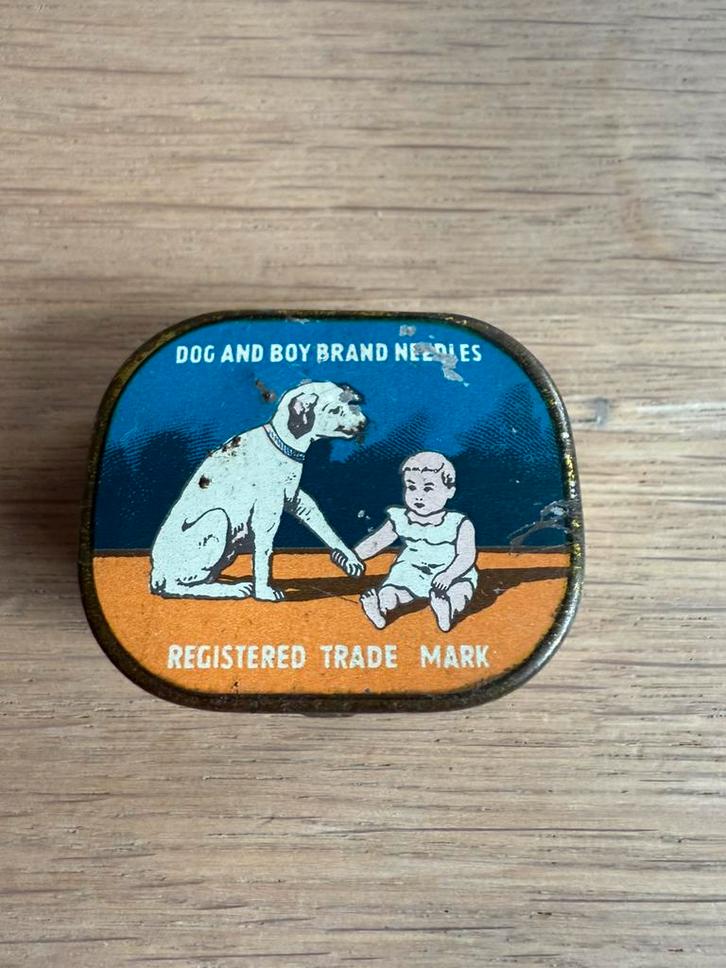 DOG AND BOY BRAND NEEDLES
REGISTERED TRADE MARK